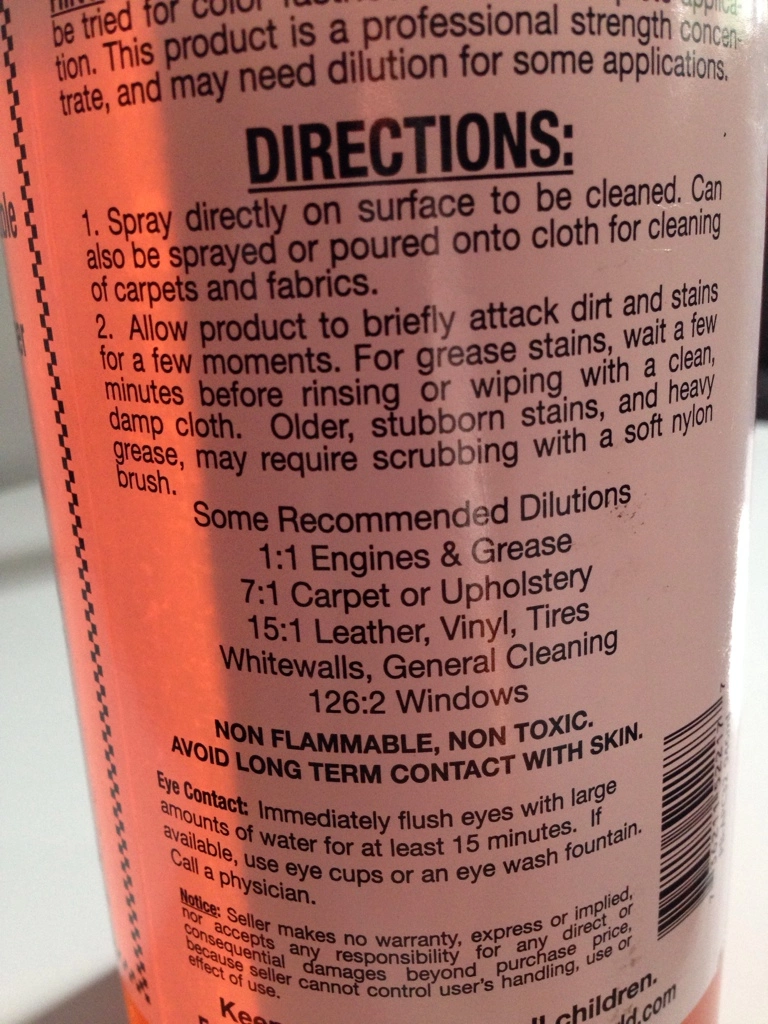 be tried for color
tion. This product is a professional strength concen-
trate, and may need dilution for some applications.
DIRECTIONS:
1. Spray directly on surface to be cleaned. Can
also be sprayed or poured onto cloth for cleaning
of carpets and fabrics.
2. Allow product to briefly attack dirt and stains
for a few moments. For grease stains, wait a few
minutes before rinsing or wiping with a clean,
damp cloth. Older, stubborn stains, and heavy
grease, may require scrubbing with a soft nylon
brush.
Some Recommended Dilutions
1:1 Engines & Grease
7:1 Carpet or Upholstery
15:1 Leather, Vinyl, Tires
Whitewalls, General Cleaning
126:2 Windows
NON FLAMMABLE, NON TOXIC.
AVOID LONG TERM CONTACT WITH SKIN.
Eye Contact: Immediately flush eyes with large
amounts of water for at least 15 minutes. If
available, use eye cups or an eye wash fountain.
Call a physician.
Notice: Seller makes no warranty, express or implied,
nor accepts any responsibility for any direct or
consequential damages beyond purchase price,
because seller cannot control user's handling, use or
effect of use.
Keep children.